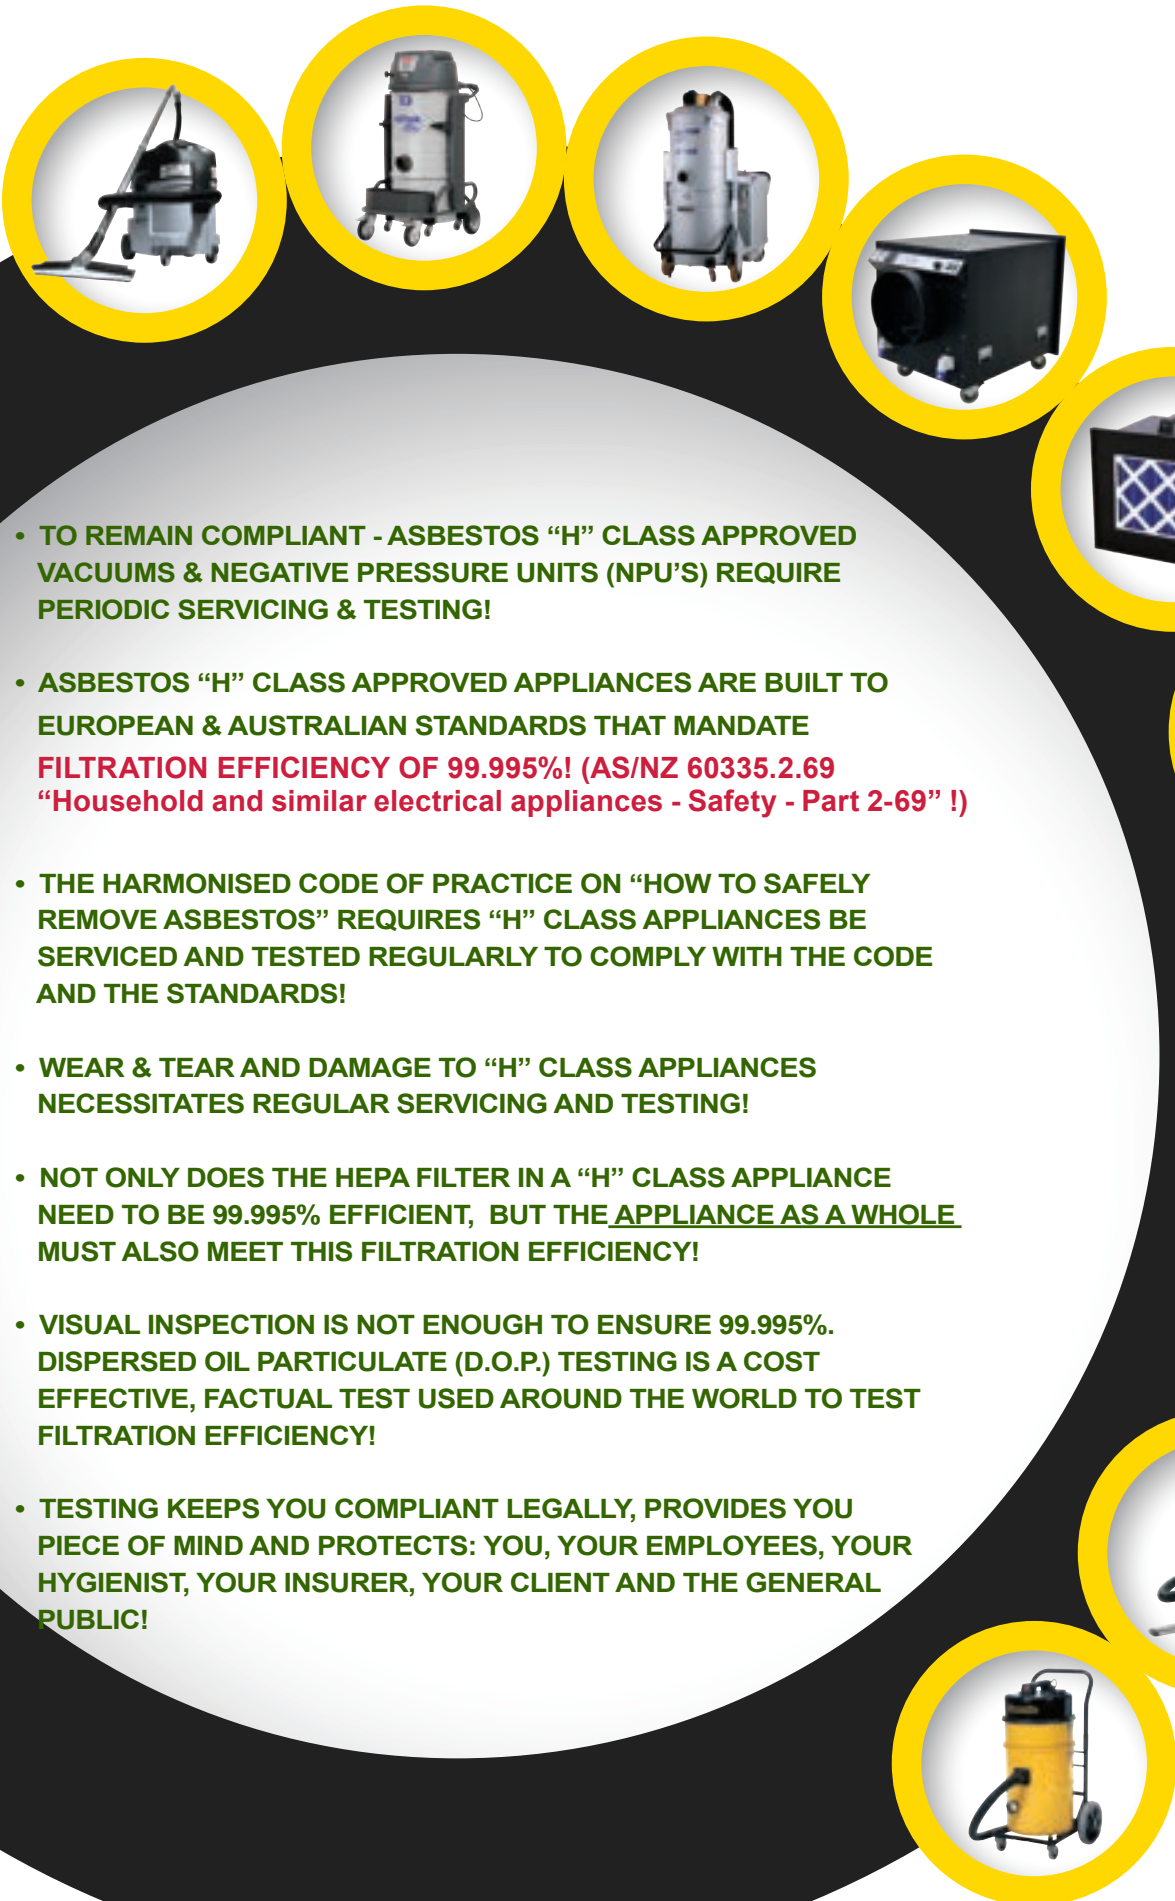 • TO REMAIN COMPLIANT - ASBESTOS “H” CLASS APPROVED
VACUUMS & NEGATIVE PRESSURE UNITS (NPU’S) REQUIRE
PERIODIC SERVICING & TESTING!
• ASBESTOS “H” CLASS APPROVED APPLIANCES ARE BUILT TO
EUROPEAN & AUSTRALIAN STANDARDS THAT MANDATE
FILTRATION EFFICIENCY OF 99.995%! (AS/NZ 60335.2.69
“Household and similar electrical appliances - Safety - Part 2-69” !)
• THE HARMONISED CODE OF PRACTICE ON “HOW TO SAFELY
REMOVE ASBESTOS” REQUIRES “H” CLASS APPLIANCES BE
SERVICED AND TESTED REGULARLY TO COMPLY WITH THE CODE
AND THE STANDARDS!
• WEAR & TEAR AND DAMAGE TO “H” CLASS APPLIANCES
NECESSITATES REGULAR SERVICING AND TESTING!
• NOT ONLY DOES THE HEPA FILTER IN A “H” CLASS APPLIANCE
NEED TO BE 99.995% EFFICIENT, BUT THE APPLIANCE AS A WHOLE
MUST ALSO MEET THIS FILTRATION EFFICIENCY!
• VISUAL INSPECTION IS NOT ENOUGH TO ENSURE 99.995%.
DISPERSED OIL PARTICULATE (D.O.P.) TESTING IS A COST
EFFECTIVE, FACTUAL TEST USED AROUND THE WORLD TO TEST
FILTRATION EFFICIENCY!
• TESTING KEEPS YOU COMPLIANT LEGALLY, PROVIDES YOU
PIECE OF MIND AND PROTECTS: YOU, YOUR EMPLOYEES, YOUR
HYGIENIST, YOUR INSURER, YOUR CLIENT AND THE GENERAL
PUBLIC!